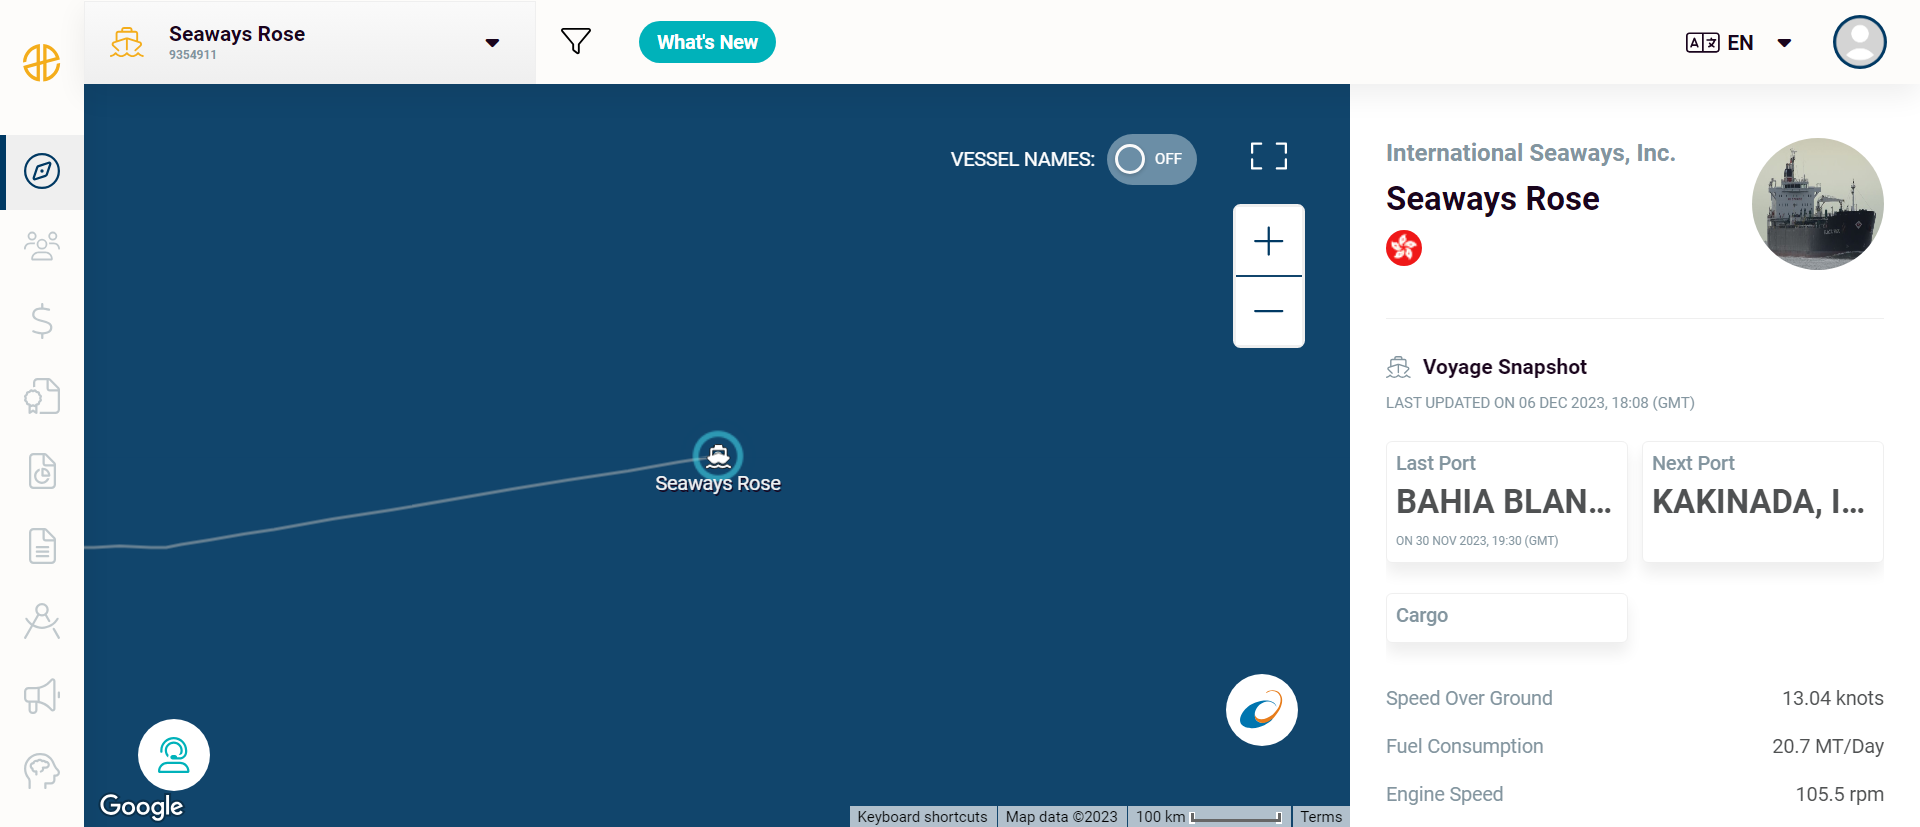 Seaways Rose
9354911
What's New
EN
VESSEL NAMES:
OFF
Seaways Rose
Google
Keyboard shortcuts
Map data ©2023
100 km
Terms
International Seaways, Inc.
Seaways Rose
Voyage Snapshot
LAST UPDATED ON 06 DEC 2023, 18:08 (GMT)
Last Port
BAHIA BLAN...
ON 30 NOV 2023, 19:30 (GMT)
Next Port
KAKINADA, I...
Cargo
Speed Over Ground
13.04 knots
Fuel Consumption
20.7 MT/Day
Engine Speed
105.5 rpm